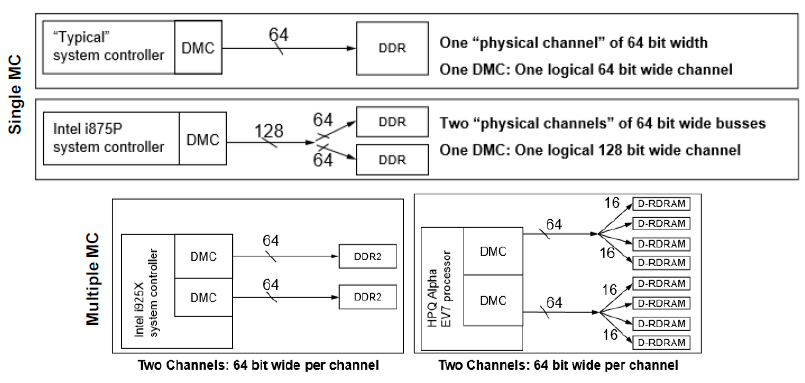 Single MC
“Typical”
system controller
DMC
64
DDR
One “physical channel” of 64 bit width
One DMC: One logical 64 bit wide channel
Intel i875P
system controller
DMC
128
64
64
DDR
DDR
Two “physical channels” of 64 bit wide busses
One DMC: One logical 128 bit wide channel
Multiple MC
Intel i925X
system controller
DMC
DMC
64
64
DDR2
DDR2
Two Channels: 64 bit wide per channel
HPQ Alpha
EV7 processor
DMC
DMC
64
64
16
16
16
16
D-RDRAM
D-RDRAM
D-RDRAM
D-RDRAM
D-RDRAM
D-RDRAM
D-RDRAM
D-RDRAM
Two Channels: 64 bit wide per channel